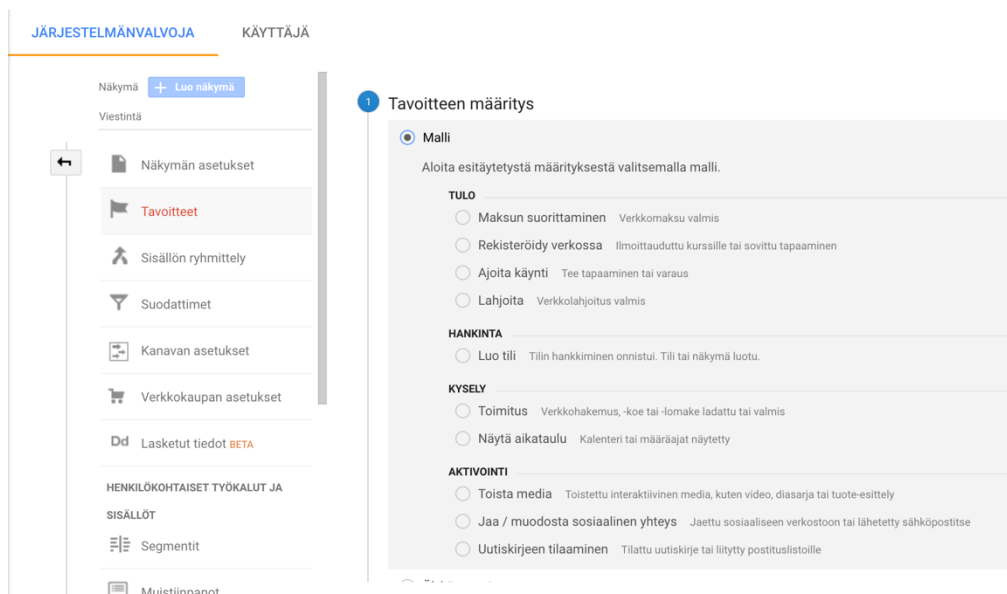 JÄRJESTELMÄNVALVOJA KÄYTTÄJÄ
Näkymä + Luo näkymä
Viestintä
Näkymän asetukset
Tavoitteet
Sisällön ryhmittely
Suodattimet
Kanavan asetukset
Verkkokaupan asetukset
Dd Lasketut tiedot BETA
HENKILÖKOHTAISET TYÖKALUT JA
SISÄLLÖT
Segmentit
Muistiinpanot
1 Tavoitteen määritys
Malli
Aloita esitäytetystä määrityksestä valitsemalla malli.
TULO
Maksun suorittaminen Verkkomaksu valmis
Rekisteröidy verkossa Ilmoittauduttu kurssille tai sovittu tapaaminen
Ajoita käynti Tee tapaaminen tai varaus
Lahjoita Verkkolahjoitus valmis
HANKINTA
Luo tili Tilin hankkiminen onnistui. Tili tai näkymä luotu.
KYSELY
Toimitus Verkkohakemus, -koe tai -lomake ladattu tai valmis
Näytä aikataulu Kalenteri tai määräajat näytetty
AKTIVOINTI
Toista media Toistettu interaktiivinen media, kuten video, diasarja tai tuote-esittely
Jaa / muodosta sosiaalinen yhteys Jaettu sosiaaliseen verkostoon tai lähetetty sähköpostitse
Uutiskirjeen tilaaminen Tilattu uutiskirje tai liitytty postituslistoille